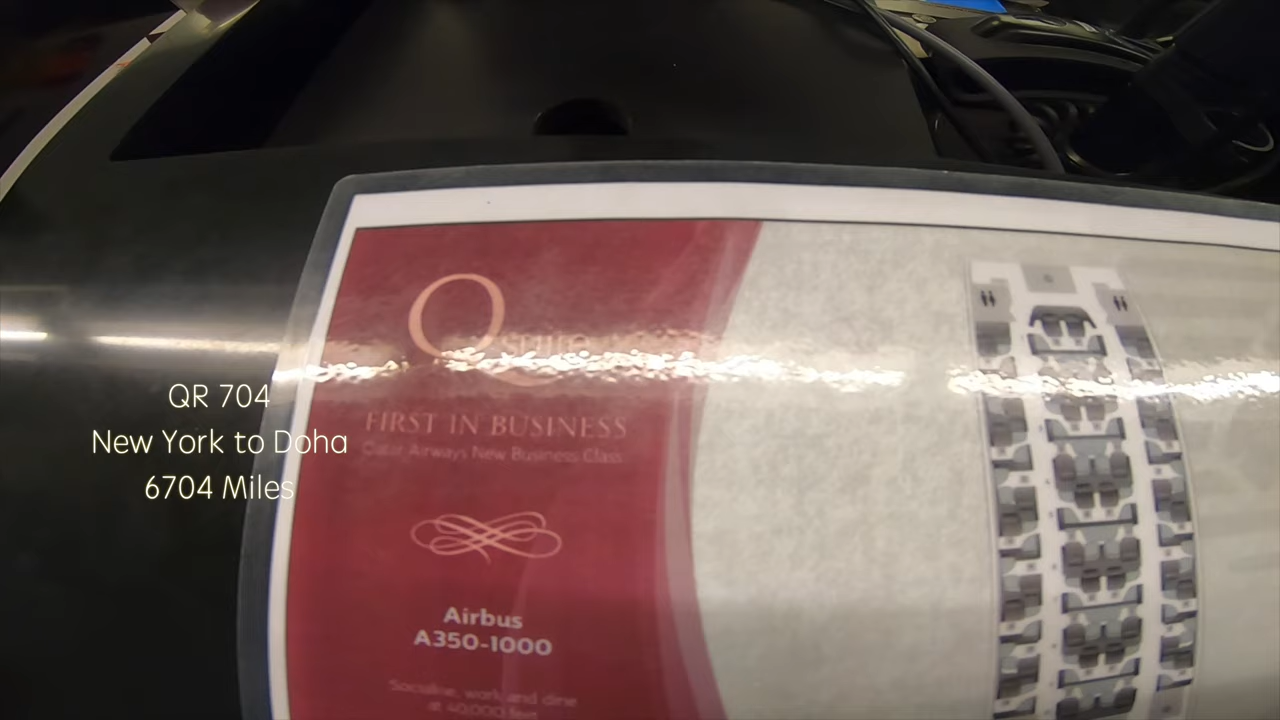 QR 704
New York to Doha
6704 Miles
Qsuite
FIRST IN BUSINESS
Qatar Airways New Business Class
Airbus
A350-1000
Socialise, work and dine
at 40,000 feet